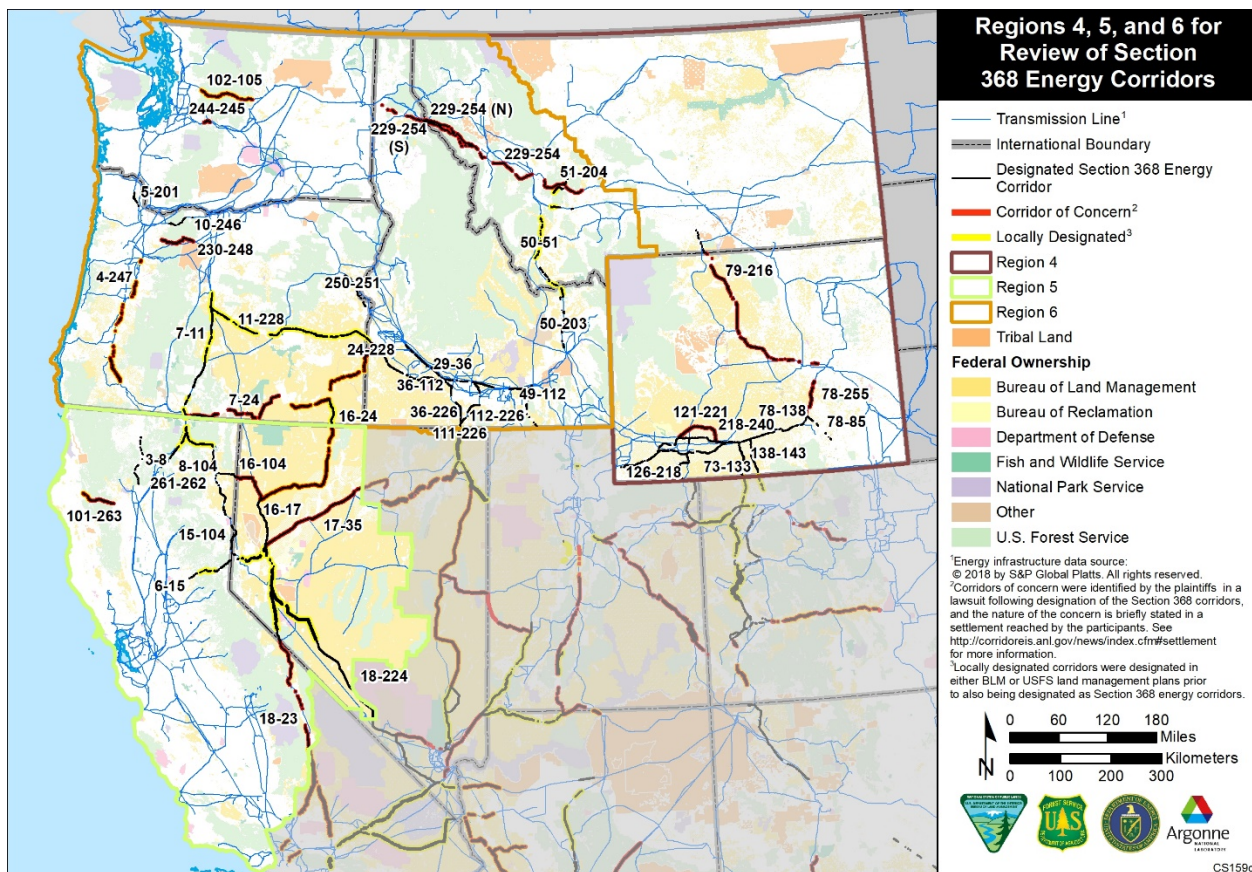 102-105
244-245
229-254 (N)
229-254
(S)
229-254
51-204
5-201
10-246
230-248
50-51
4-247
79-216
250-251
11-228
7-11
50-203
24-228
29-36
36-112
49-112
7-24
36-226
112-226
16-24
111-226
78-255
78-138
121-221
218-240
78-85
138-143
126-218
73-133
3-8
8-104
16-104
261-262
101-263
16-17
17-35
15-104
6-15
18-224
18-23
Regions 4, 5, and 6 for
Review of Section
368 Energy Corridors
Transmission Line¹
International Boundary
Designated Section 368 Energy
Corridor
Corridor of Concern²
Locally Designated³
Region 4
Region 5
Region 6
Tribal Land
Federal Ownership
Bureau of Land Management
Bureau of Reclamation
Department of Defense
Fish and Wildlife Service
National Park Service
Other
U.S. Forest Service
¹Energy infrastructure data source:
© 2018 by S&P Global Platts. All rights reserved.
²Corridors of concern were identified by the plaintiffs in a
lawsuit following designation of the Section 368 corridors,
and the nature of the concern is briefly stated in a
settlement reached by the participants. See
http://corridoreis.anl.gov/news/index.cfm#settlement
for more information.
³Locally designated corridors were designated in
either BLM or USFS land management plans prior
to also being designated as Section 368 energy corridors.
N
0 60 120 180
Miles
Kilometers
0 100 200 300
FOREST SERVICE
U S
Argonne
NATIONAL
LABORATORY
CS159c